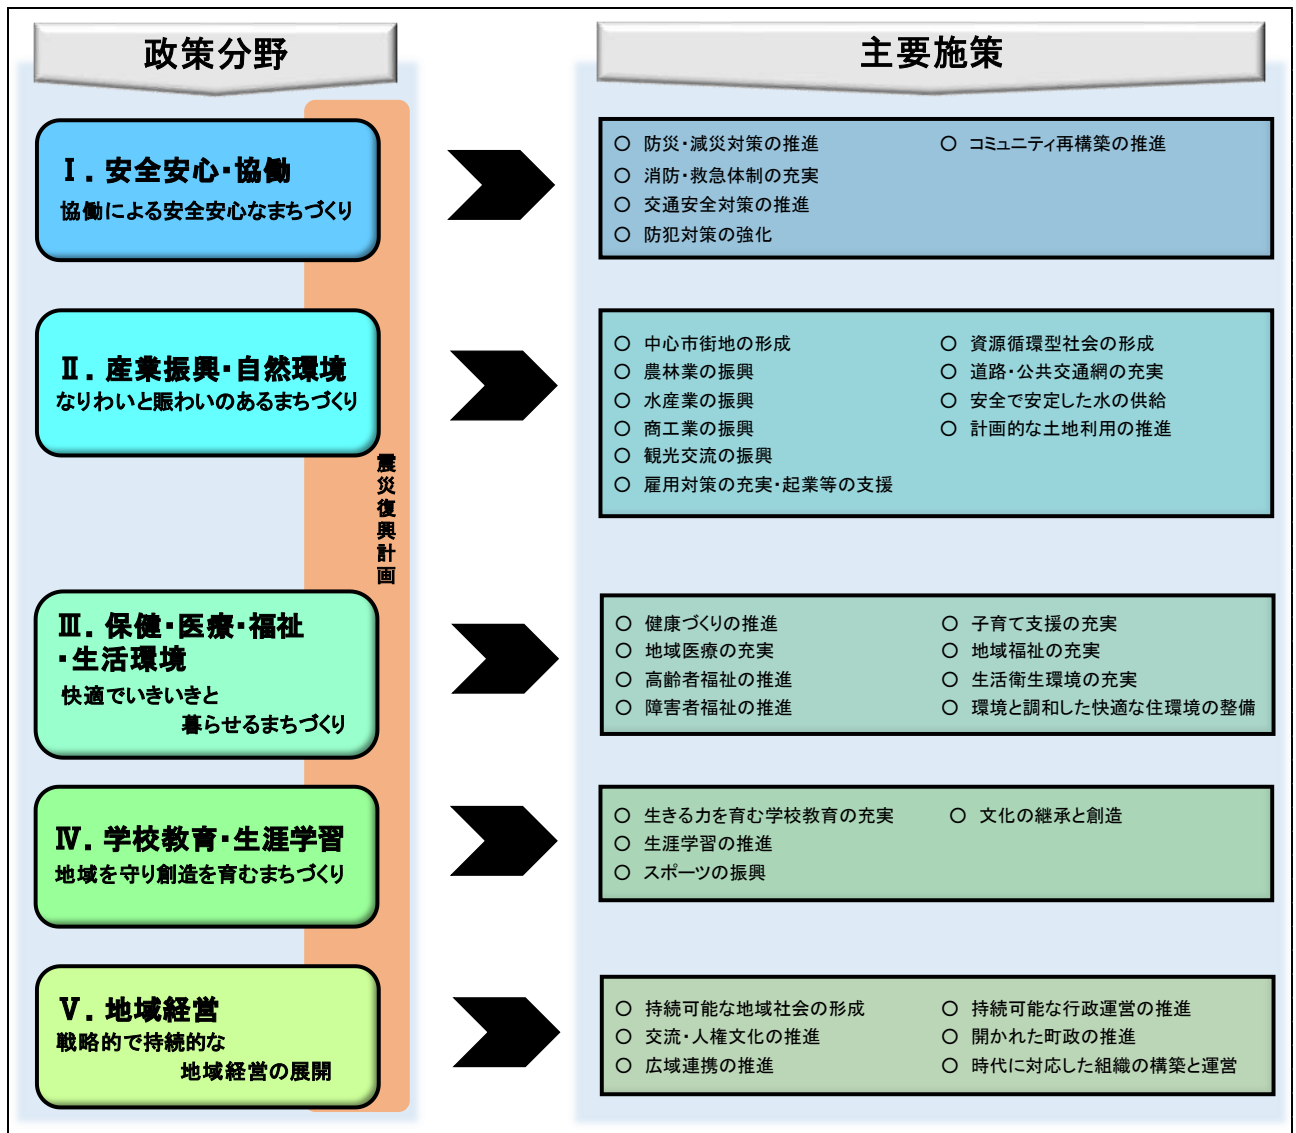 政策分野
主要施策
Ⅰ．安全安心・協働
協働による安全安心なまちづくり
○ 防災・減災対策の推進
○ 消防・救急体制の充実
○ 交通安全対策の推進
○ 防犯対策の強化
○ コミュニティ再構築の推進
Ⅱ．産業振興・自然環境
なりわいと賑わいのあるまちづくり
○ 中心市街地の形成
○ 農林業の振興
○ 水産業の振興
○ 商工業の振興
○ 観光交流の振興
○ 雇用対策の充実・起業等の支援
○ 資源循環型社会の形成
○ 道路・公共交通網の充実
○ 安全で安定した水の供給
○ 計画的な土地利用の推進
震災復興計画
Ⅲ．保健・医療・福祉
・生活環境
快適でいきいきと
暮らせるまちづくり
○ 健康づくりの推進
○ 地域医療の充実
○ 高齢者福祉の推進
○ 障害者福祉の推進
○ 子育て支援の充実
○ 地域福祉の充実
○ 生活衛生環境の充実
○ 環境と調和した快適な住環境の整備
Ⅳ．学校教育・生涯学習
地域を守り創造を育むまちづくり
○ 生きる力を育む学校教育の充実
○ 生涯学習の推進
○ スポーツの振興
○ 文化の継承と創造
Ⅴ．地域経営
戦略的で持続的な
地域経営の展開
○ 持続可能な地域社会の形成
○ 交流・人権文化の推進
○ 広域連携の推進
○ 持続可能な行政運営の推進
○ 開かれた町政の推進
○ 時代に対応した組織の構築と運営